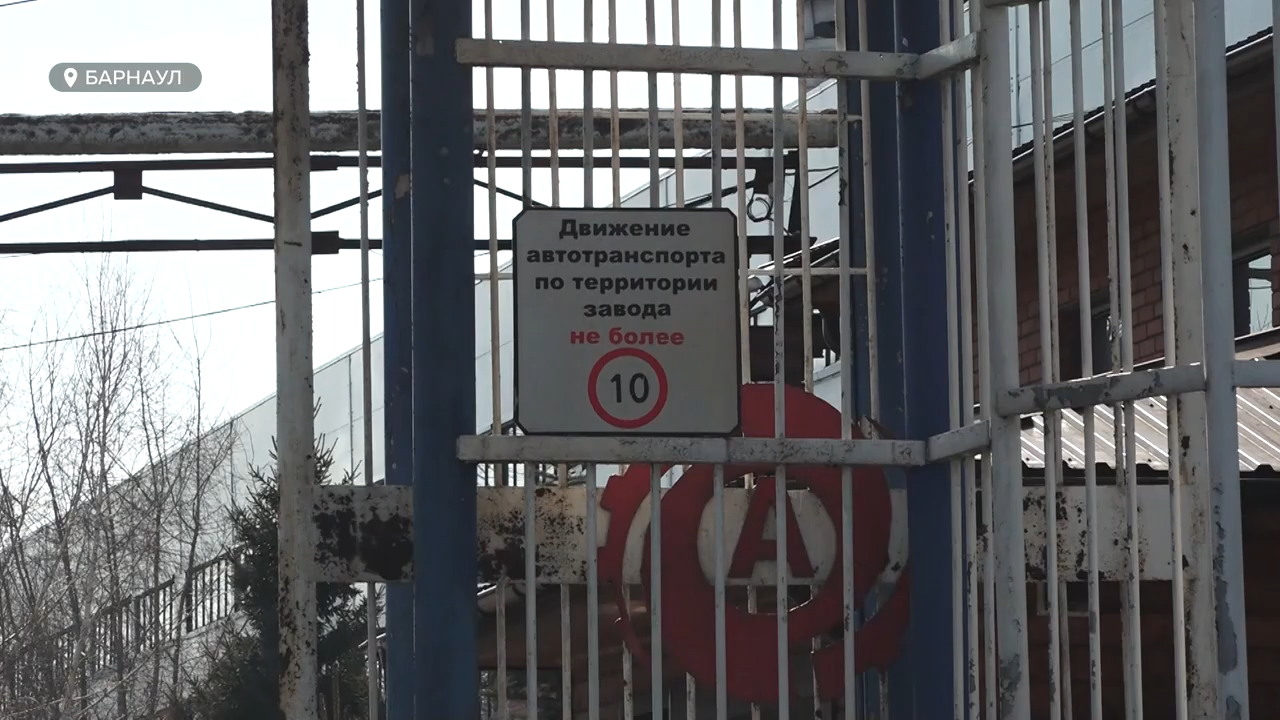 БАРНАУЛ
Движение
автотранспорта
по территории
завода
не более
10
А